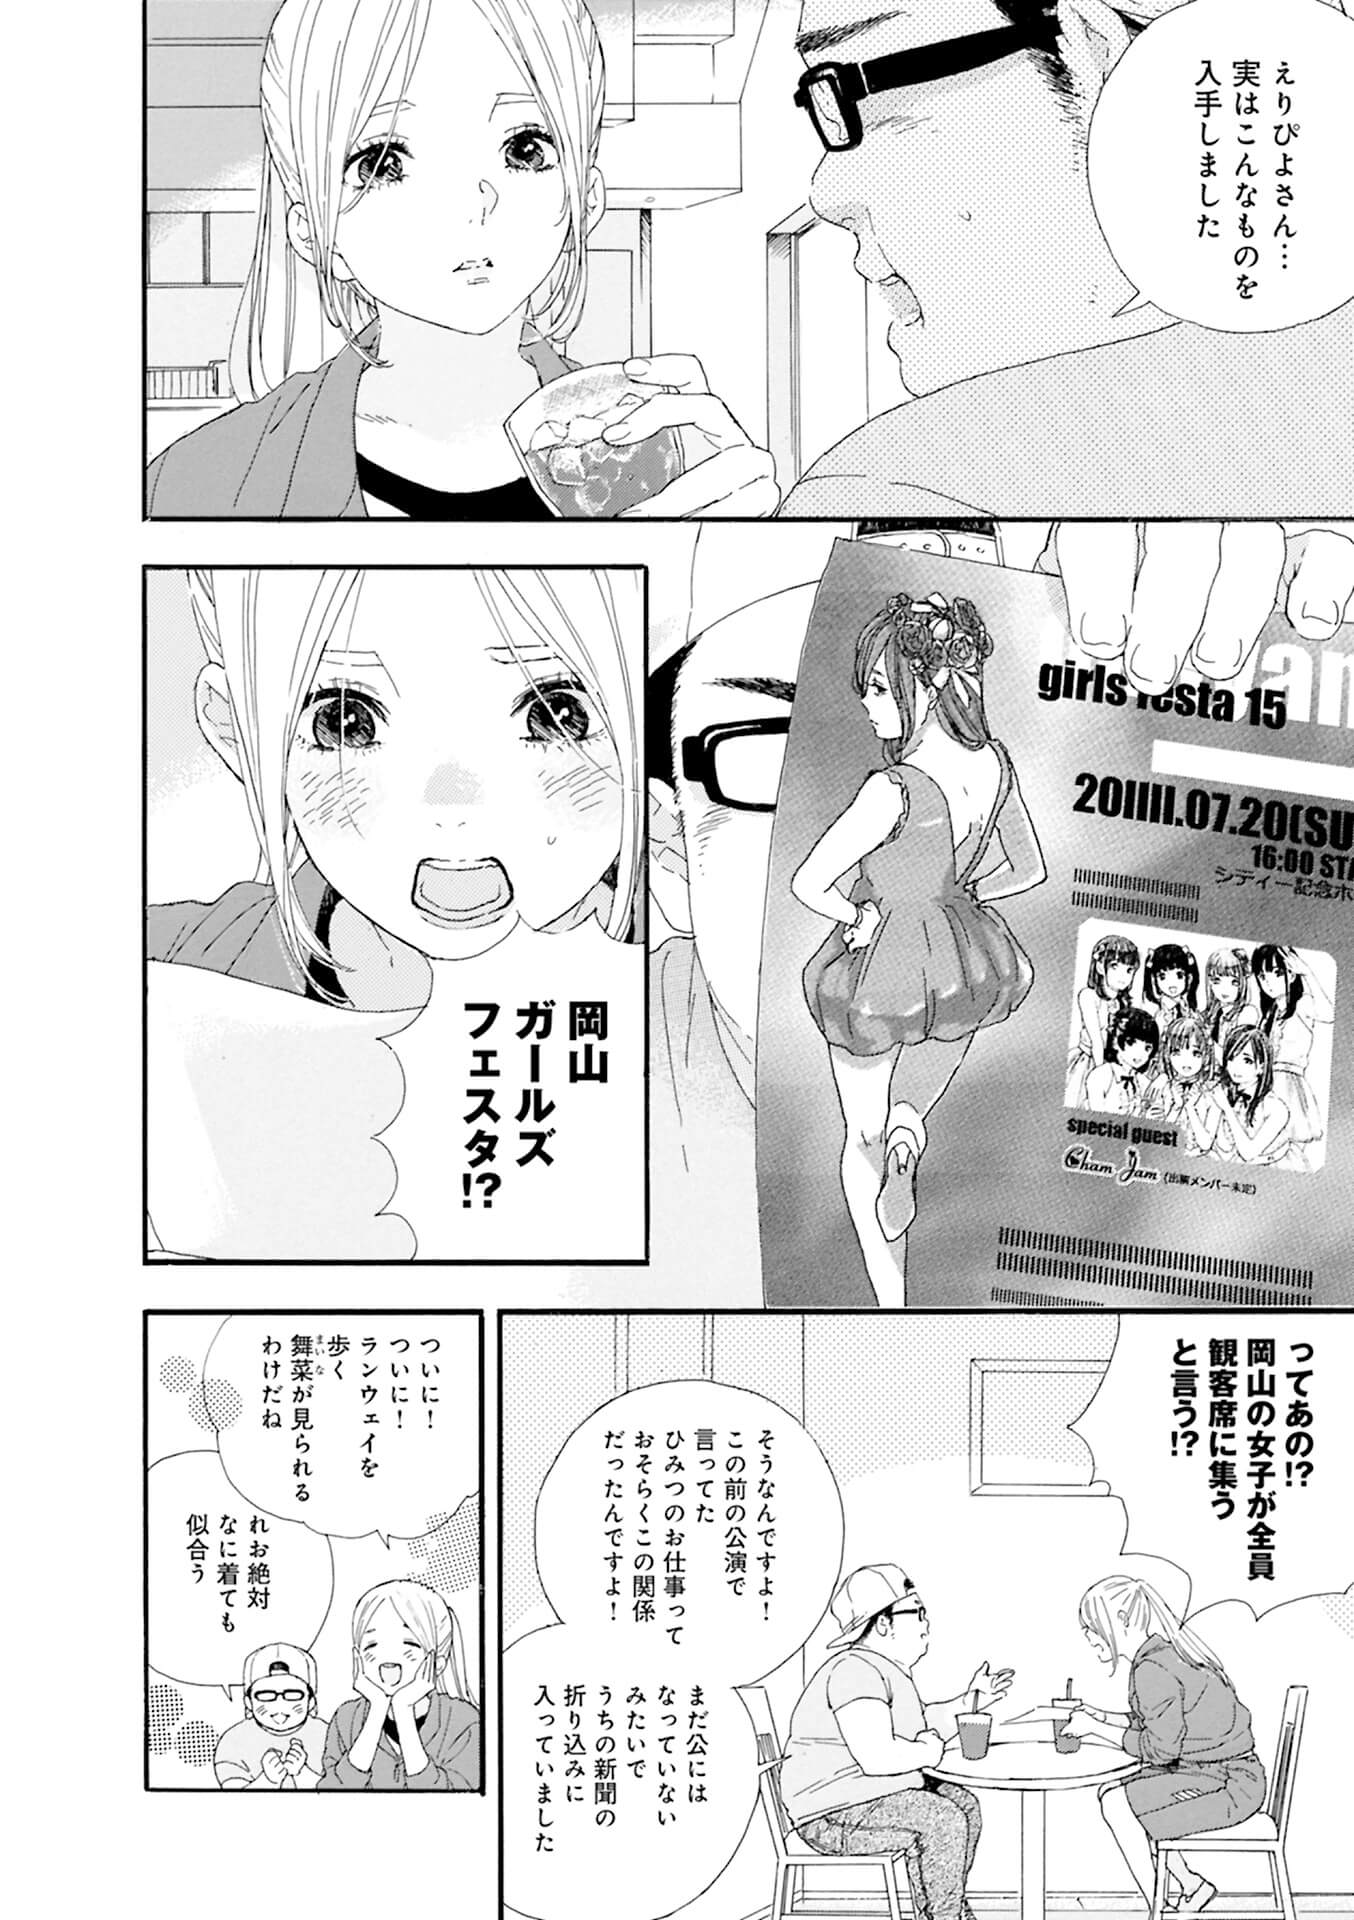 えりぴよさん…
実はこんなものを
入手しました
girls festa 15
20IIII.07.20(SU
16:00 STA
シティー記念ホ
special guest
Cham Jam (出演メンバー未定)
岡山
ガールズ
フェスタ!?
ってあの!?
岡山の女子が全員
観客席に集う
と言う!?
そうなんですよ!
この前の公演で
言ってた
ひみつのお仕事って
おそらくこの関係
だったんですよ!
まだ公には
なっていない
みたいで
うちの新聞の
折り込みに
入っていました
ついに!
ついに!
ランウェイを
歩く
舞菜が見られる
まいな
わけだね
れお絶対
なに着ても
似合う